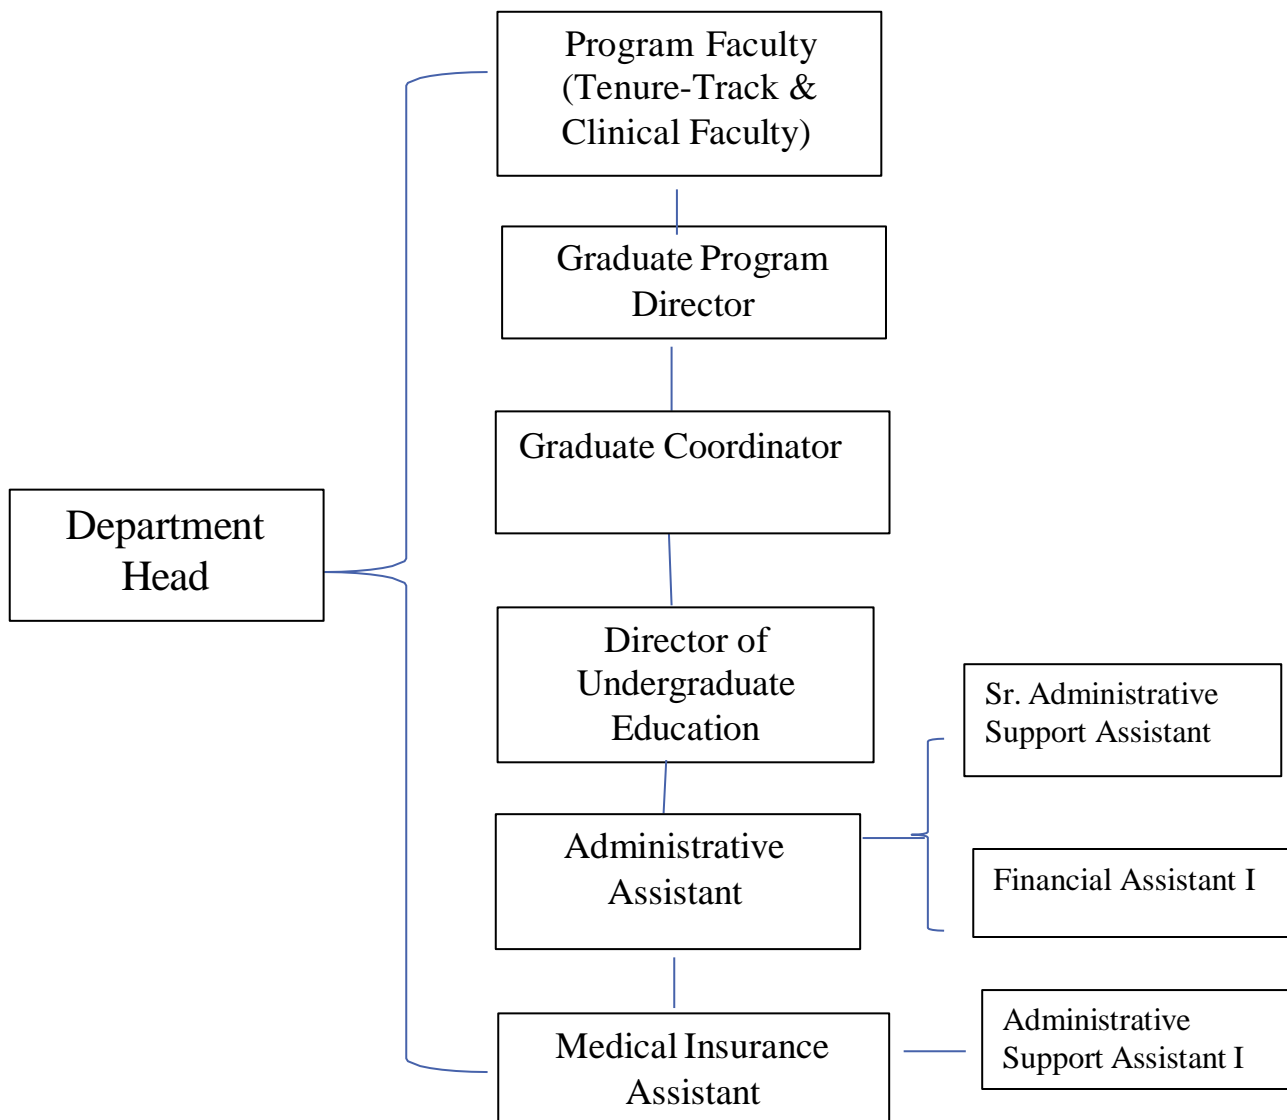 Program Faculty
(Tenure-Track &
Clinical Faculty)
Graduate Program
Director
Graduate Coordinator
Department
Head
Director of
Undergraduate
Education
Sr. Administrative
Support Assistant
Administrative
Assistant
Financial Assistant I
Medical Insurance
Assistant
Administrative
Support Assistant I